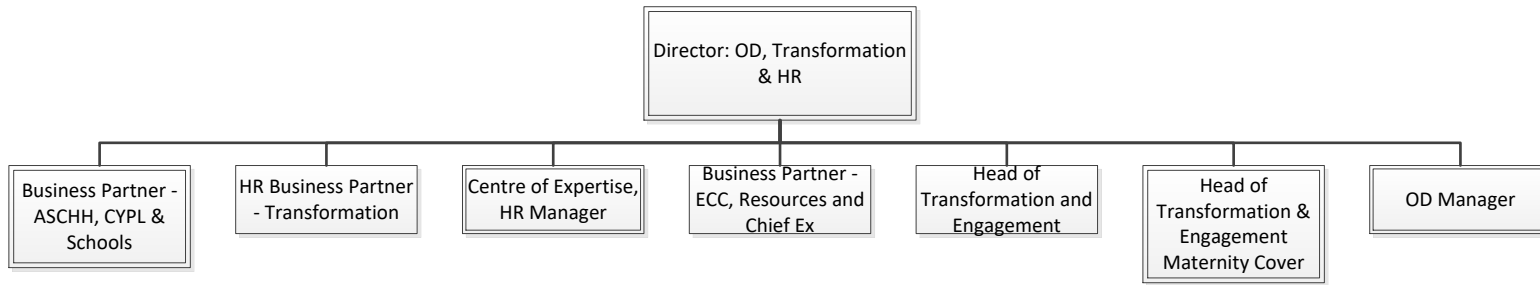 Director: OD, Transformation
& HR
Business Partner -
ASCHH, CYPL &
Schools
HR Business Partner
- Transformation
Centre of Expertise,
HR Manager
Business Partner -
ECC, Resources and
Chief Ex
Head of
Transformation and
Engagement
Head of
Transformation &
Engagement
Maternity Cover
OD Manager